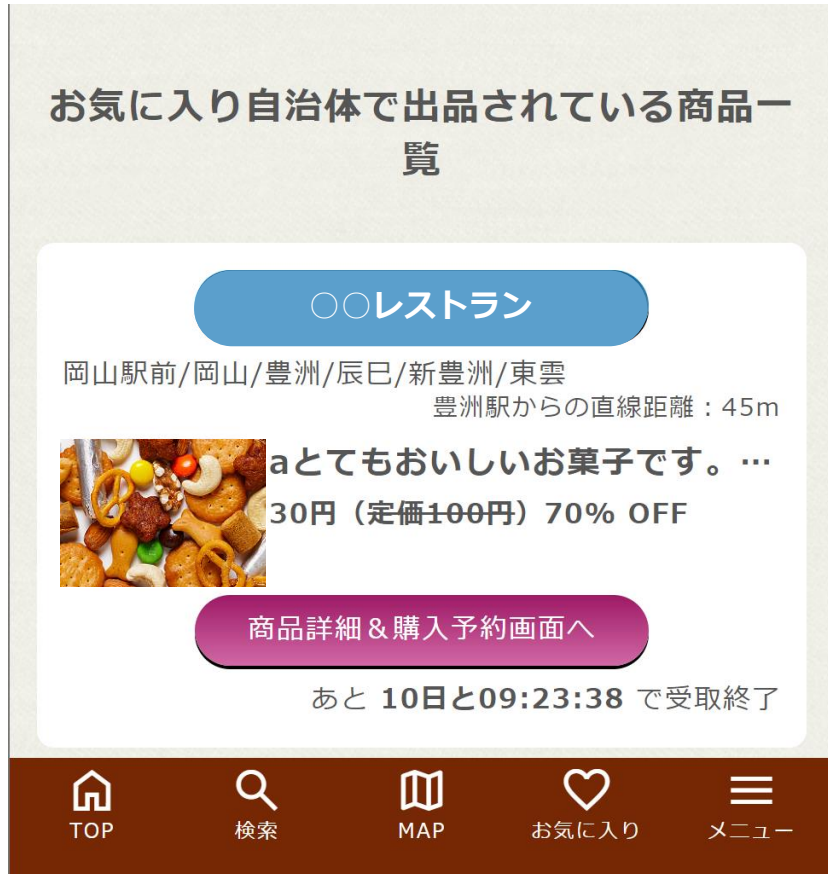 お気に入り自治体で出品されている商品一
覧
○○レストラン
岡山駅前/岡山/豊洲/辰巳/新豊洲/東雲
豊洲駅からの直線距離：45m
aとてもおいしいお菓子です。…
30円（定価100円）70% OFF
商品詳細＆購入予約画面へ
あと 10日と09:23:38 で受取終了
TOP
検索
MAP
お気に入り
メニュー